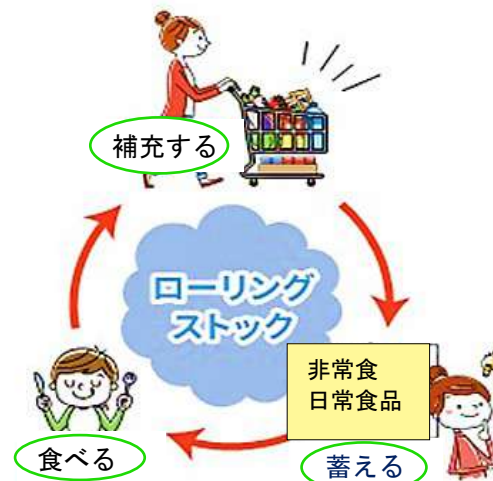 補充する
ローリング
ストック
非常食
日常食品
食べる
蓄える